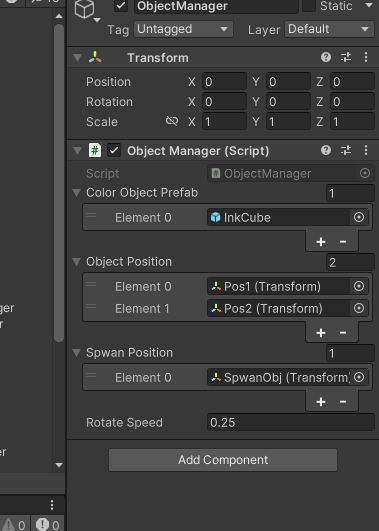 ObjectManager
Static
Tag Untagged Layer Default
Transform
Position X 0 Y 0 Z 0
Rotation X 0 Y 0 Z 0
Scale X 1 Y 1 Z 1
# Object Manager (Script)
Script # ObjectManager
Color Object Prefab 1
Element 0 InkCube
+ -
Object Position 2
Element 0 Pos1 (Transform)
Element 1 Pos2 (Transform)
+ -
Spwan Position 1
Element 0 SpwanObj (Transform)
+ -
Rotate Speed 0.25
Add Component
ger
r
er
0 0